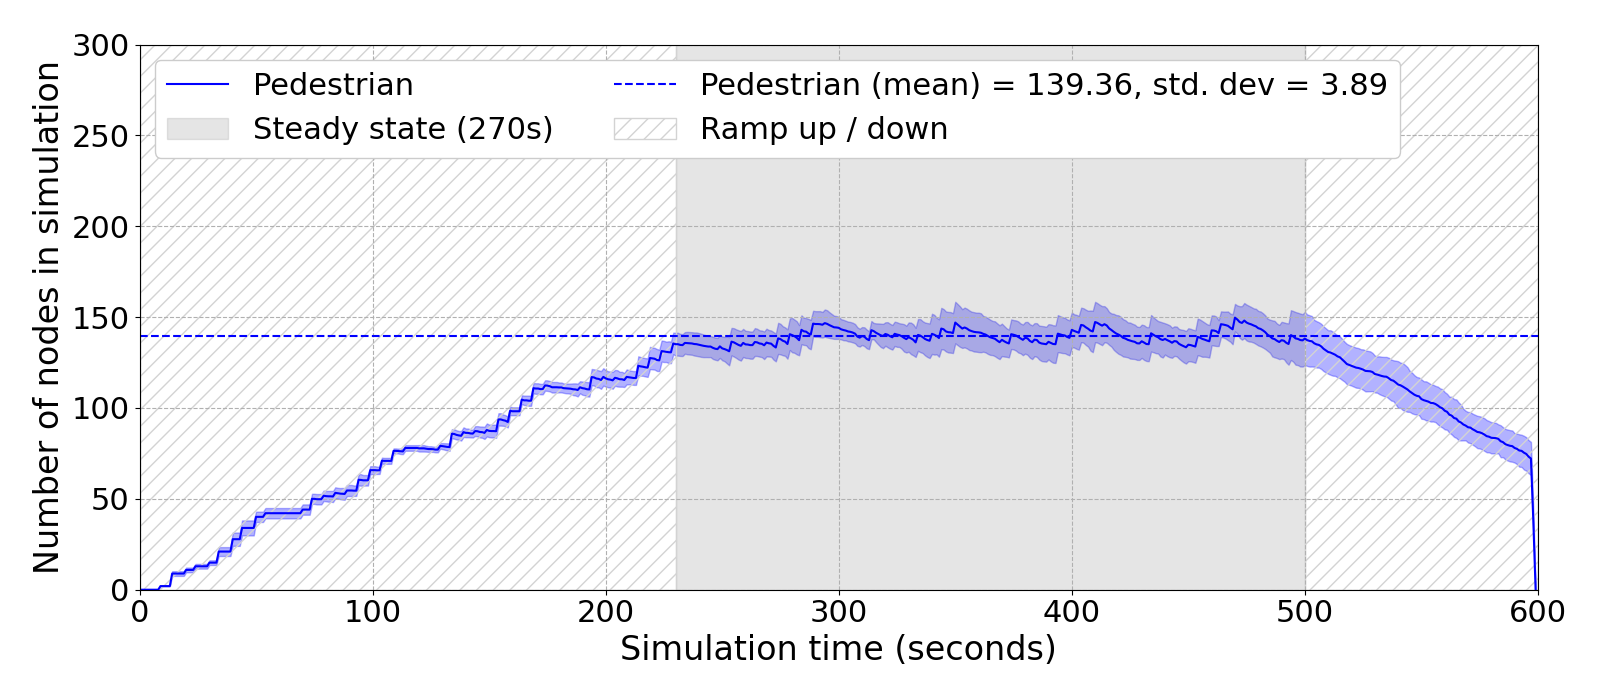 Number of nodes in simulation
300
250
200
150
100
50
0
Pedestrian
Steady state (270s)
Pedestrian (mean) = 139.36, std. dev = 3.89
Ramp up / down
0 100 200 300 400 500 600
Simulation time (seconds)